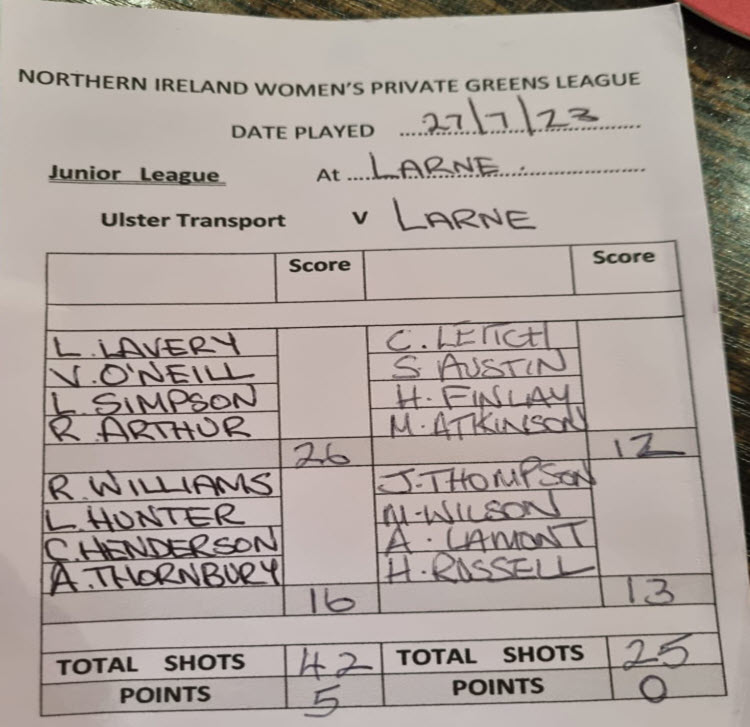 NORTHERN IRELAND WOMEN'S PRIVATE GREENS LEAGUE
DATE PLAYED 27/7/23
Junior League At LARNE
Ulster Transport v LARNE
Score Score
L. LAVERY C. LEITCH
V. O'NEILL S AUSTIN
L. SIMPSON H. FINLAY
R. ARTHUR M. ATKINSON
26 12
R. WILLIAMS J. THOMPSON
L. HUNTER M. WILSON
C. HENDERSON A. LAMONT
A. THORNBURY H. RUSSELL
16 13
TOTAL SHOTS 42 TOTAL SHOTS 25
POINTS 5 POINTS 0